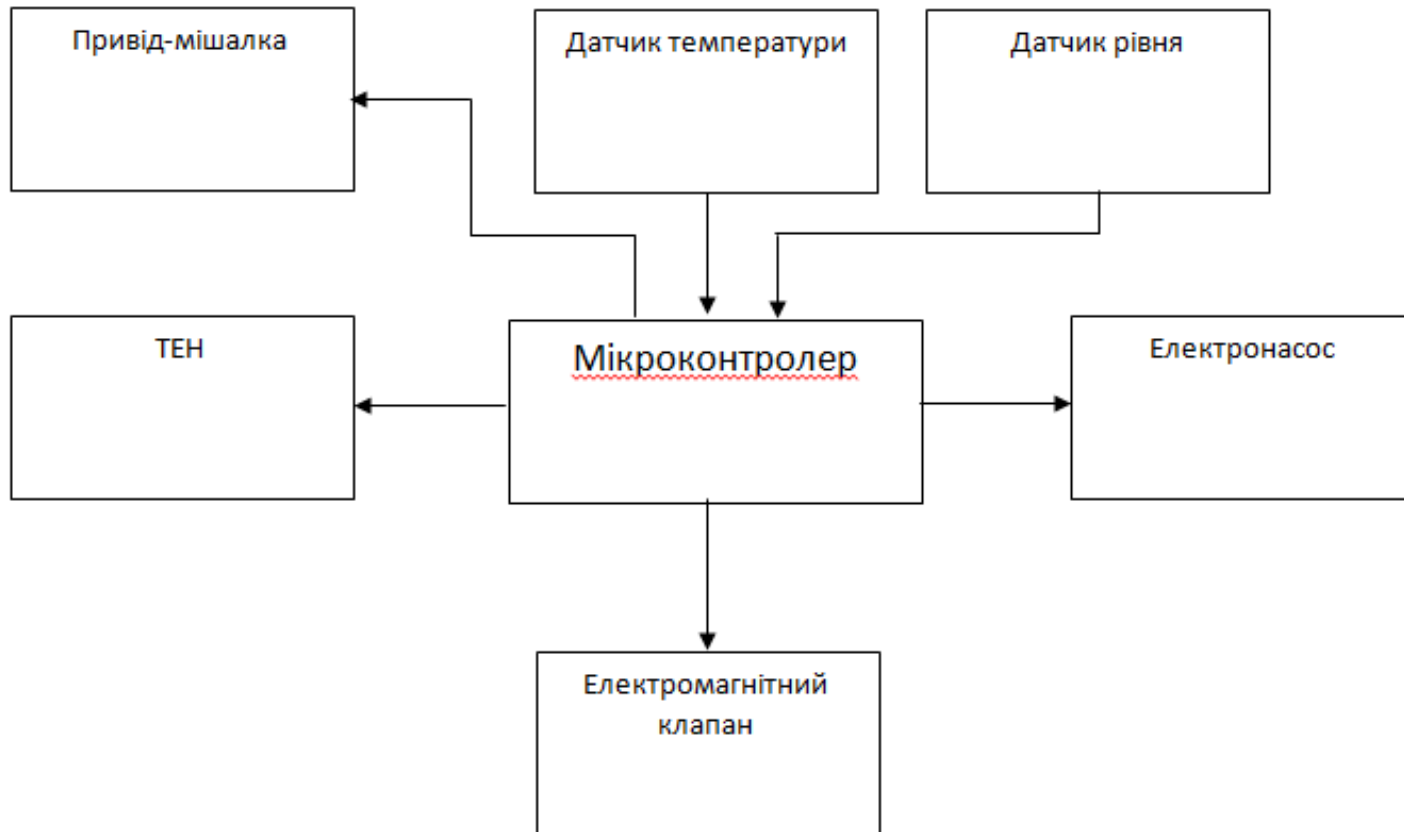 Привід-мішалка
Датчик температури
Датчик рівня
ТЕН
Мікроконтролер
Електронасос
Електромагнітний
клапан